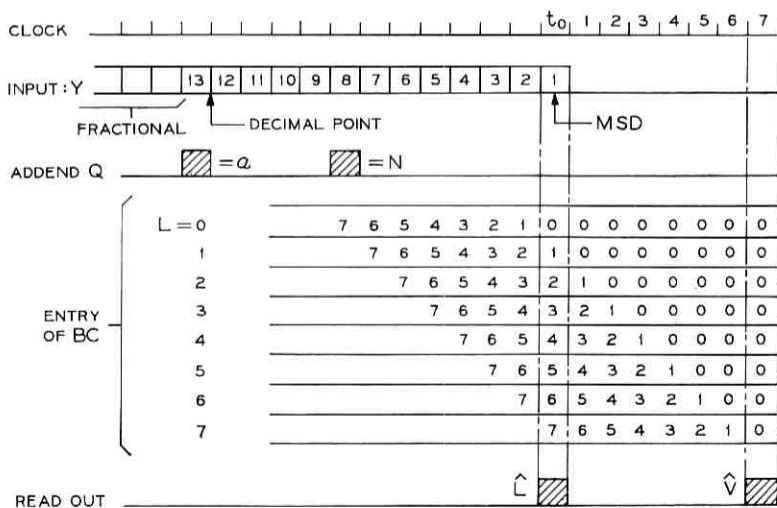 CLOCK t₀ 1 2 3 4 5 6 7
INPUT : Y 13 12 11 10 9 8 7 6 5 4 3 2 1
FRACTIONAL DECIMAL POINT MSD
ADDEND Q = a = N
L = 0 7 6 5 4 3 2 1 0 0 0 0 0 0 0 0
1 7 6 5 4 3 2 1 0 0 0 0 0 0 0
2 7 6 5 4 3 2 1 0 0 0 0 0 0
3 7 6 5 4 3 2 1 0 0 0 0 0
ENTRY OF BC
4 7 6 5 4 3 2 1 0 0 0 0
5 7 6 5 4 3 2 1 0 0 0
6 7 6 5 4 3 2 1 0 0
7 7 6 5 4 3 2 1 0
READ OUT L̂ V̂